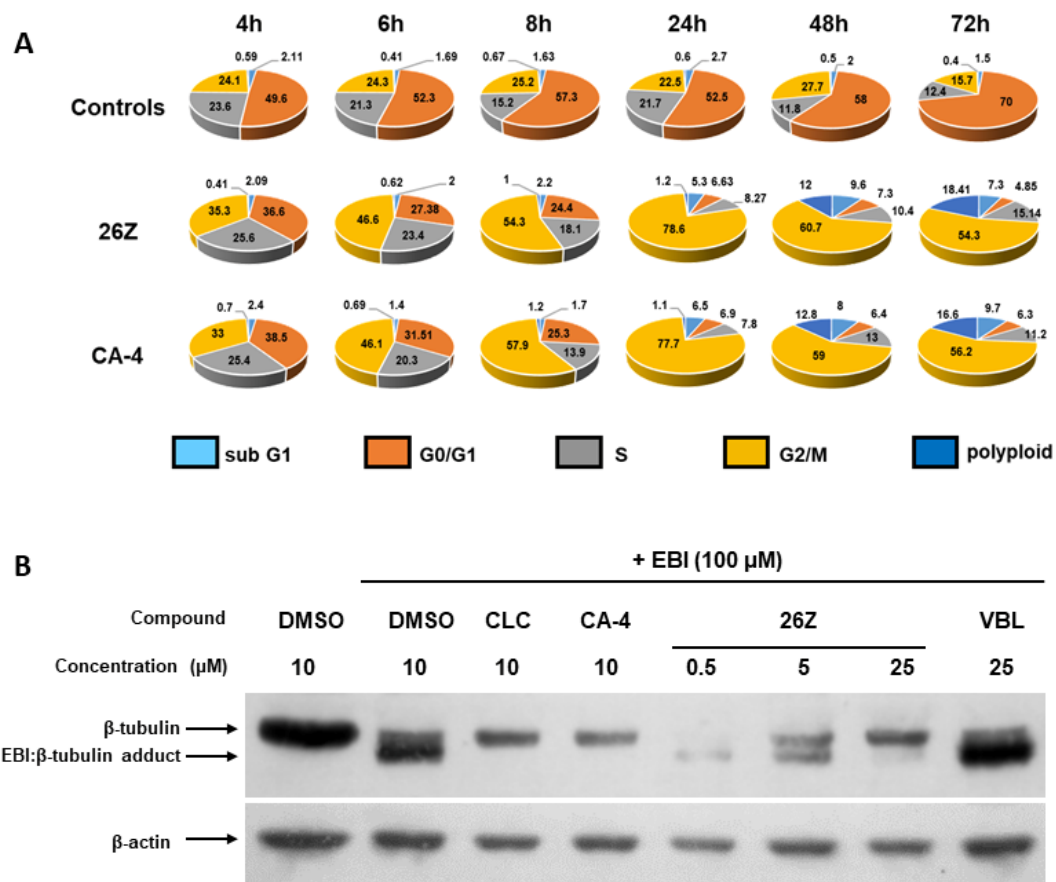 A
4h 6h 8h 24h 48h 72h
Controls
0.59 2.11 24.1 49.6 23.6
0.41 1.69 24.3 52.3 21.3
0.67 1.63 25.2 57.3 15.2
0.6 2.7 22.5 52.5 21.7
0.5 2 27.7 58 11.8
0.4 1.5 15.7 12.4 70
26Z
0.41 2.09 35.3 36.6 25.6
0.62 2 46.6 27.38 23.4
1 2.2 54.3 24.4 18.1
1.2 5.3 6.63 8.27 78.6
12 9.6 7.3 10.4 60.7
18.41 7.3 4.85 15.14 54.3
CA-4
0.7 2.4 33 38.5 25.4
0.69 1.4 46.1 31.51 20.3
1.2 1.7 57.9 25.3 13.9
1.1 6.5 6.9 7.8 77.7
12.8 8 6.4 13 59
16.6 9.7 6.3 11.2 56.2
sub G1 G0/G1 S G2/M polyploid
B
+ EBI (100 μM)
Compound DMSO DMSO CLC CA-4 26Z VBL
Concentration (μM) 10 10 10 10 0.5 5 25 25
β-tubulin
EBI:β-tubulin adduct
β-actin